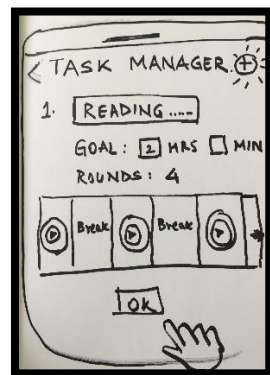 < TASK MANAGER +
1. READING.....
GOAL: 2 HRS MIN
ROUNDS: 4
Break Break
OK